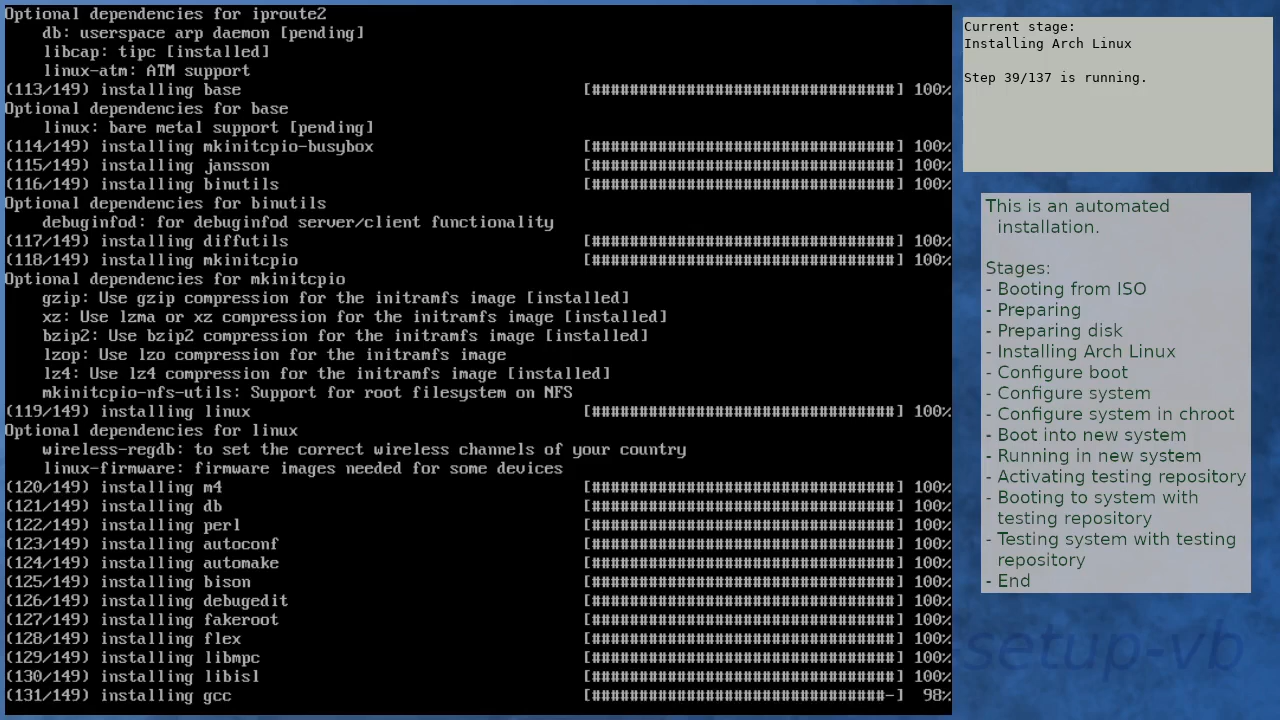 Optional dependencies for iproute2
    db: userspace arp daemon [pending]
    libcap: tipc [installed]
    linux-atm: ATM support
(113/149) installing base [################################] 100%
Optional dependencies for base
    linux: bare metal support [pending]
(114/149) installing mkinitcpio-busybox [################################] 100%
(115/149) installing jansson [################################] 100%
(116/149) installing binutils [################################] 100%
Optional dependencies for binutils
    debuginfod: for debuginfod server/client functionality
(117/149) installing diffutils [################################] 100%
(118/149) installing mkinitcpio [################################] 100%
Optional dependencies for mkinitcpio
    gzip: Use gzip compression for the initramfs image [installed]
    xz: Use lzma or xz compression for the initramfs image [installed]
    bzip2: Use bzip2 compression for the initramfs image [installed]
    lzop: Use lzo compression for the initramfs image
    lz4: Use lz4 compression for the initramfs image [installed]
    mkinitcpio-nfs-utils: Support for root filesystem on NFS
(119/149) installing linux [################################] 100%
Optional dependencies for linux
    wireless-regdb: to set the correct wireless channels of your country
    linux-firmware: firmware images needed for some devices
(120/149) installing m4 [################################] 100%
(121/149) installing db [################################] 100%
(122/149) installing perl [################################] 100%
(123/149) installing autoconf [################################] 100%
(124/149) installing automake [################################] 100%
(125/149) installing bison [################################] 100%
(126/149) installing debugedit [################################] 100%
(127/149) installing fakeroot [################################] 100%
(128/149) installing flex [################################] 100%
(129/149) installing libmpc [################################] 100%
(130/149) installing libisl [################################] 100%
(131/149) installing gcc [###############################-] 98%
Current stage:
Installing Arch Linux
Step 39/137 is running.
This is an automated
installation.
Stages:
- Booting from ISO
- Preparing
- Preparing disk
- Installing Arch Linux
- Configure boot
- Configure system
- Configure system in chroot
- Boot into new system
- Running in new system
- Activating testing repository
- Booting to system with
testing repository
- Testing system with testing
repository
- End
setup-vb